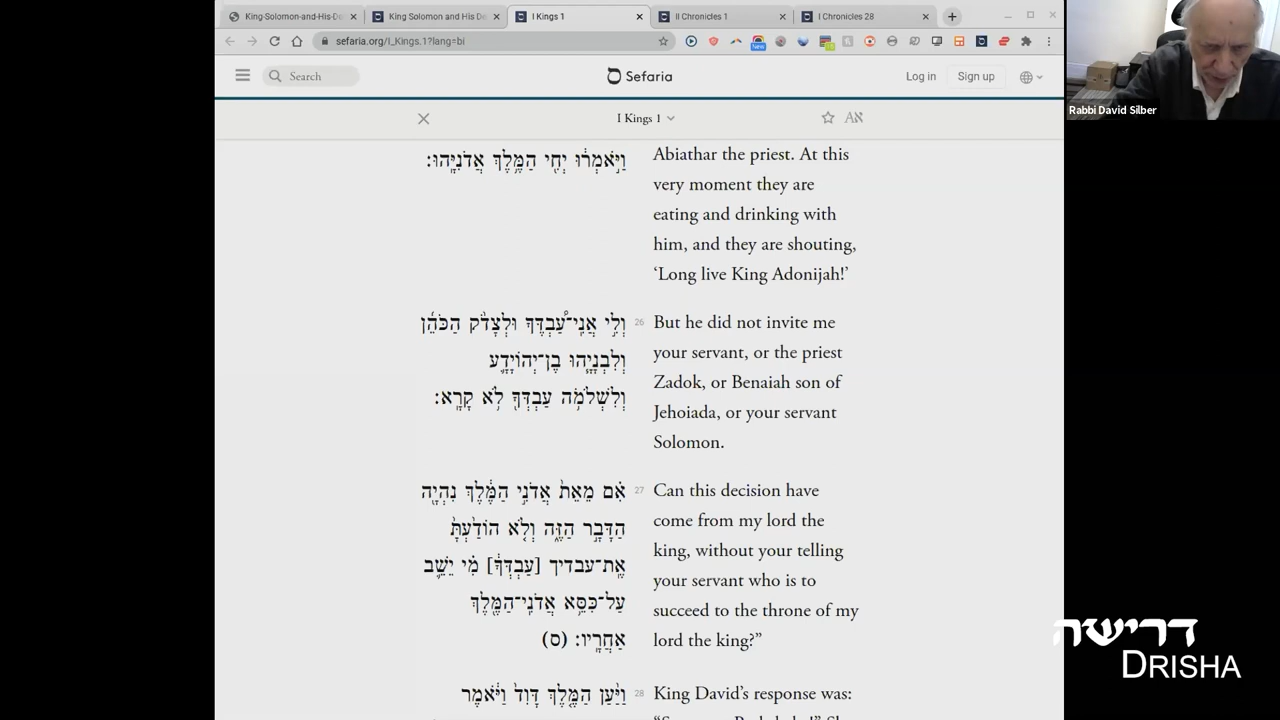 King-Solomon-and-His-De
King Solomon and His De
I Kings 1
II Chronicles 1
I Chronicles 28
sefaria.org/I_Kings.1?lang=bi
New
Search
Sefaria
Log in
Sign up
I Kings 1
Rabbi David Silber
וַיֹּ֣אמְר֔וּ יְחִ֖י הַמֶּ֥לֶךְ אֲדֹנִיָּֽהוּ׃
Abiathar the priest. At this
very moment they are
eating and drinking with
him, and they are shouting,
‘Long live King Adonijah!’
וְלִ֣י אֲנִֽי־עַ֠בְדֶּךָ וּלְצָדֹ֨ק הַכֹּהֵ֜ן
וְלִבְנָיָ֧הוּ בֶן־יְהוֹיָדָ֛ע
וְלִשְׁלֹמֹ֥ה עַבְדְּךָ֖ לֹ֥א קָרָֽא׃
26
But he did not invite me
your servant, or the priest
Zadok, or Benaiah son of
Jehoiada, or your servant
Solomon.
אִ֗ם מֵאֵת֙ אֲדֹנִ֣י הַמֶּ֔לֶךְ נִהְיָ֖ה
הַדָּבָ֣ר הַזֶּ֑ה וְלֹ֤א הוֹדַ֙עְתָּ֙
אֶֽת־עבדיך [עַבְדְּךָ֔] מִ֗י יֵשֵׁ֛ב
עַל־כִּסֵּ֥א אֲדֹנִֽי־הַמֶּ֖לֶךְ
אַחֲרָֽיו׃ (ס)
27
Can this decision have
come from my lord the
king, without your telling
your servant who is to
succeed to the throne of my
lord the king?”
וַיַּ֨עַן הַמֶּ֤לֶךְ דָּוִד֙ וַיֹּ֔אמֶר
28
King David’s response was:
דרישה
DRISHA